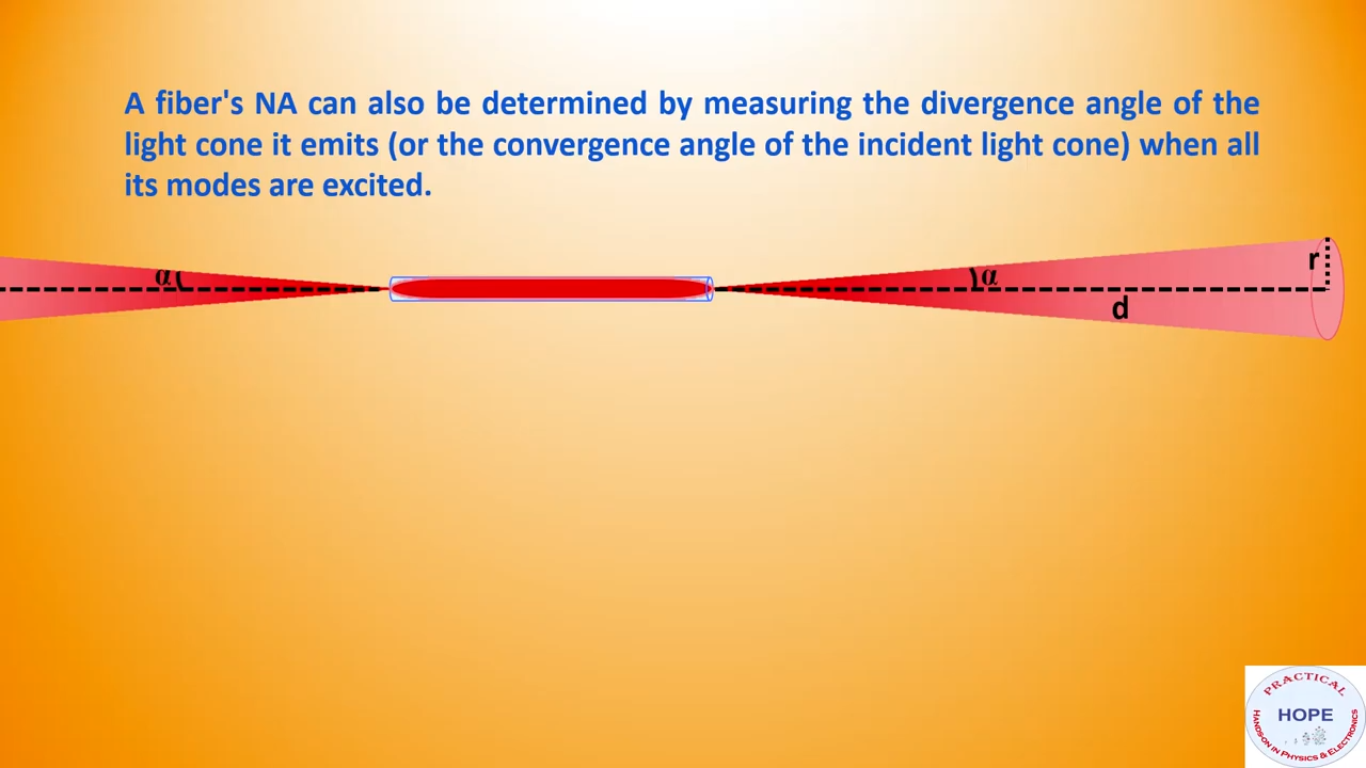 A fiber's NA can also be determined by measuring the divergence angle of the
light cone it emits (or the convergence angle of the incident light cone) when all
its modes are excited.
α
α
r
d
PRACTICAL
HOPE
HANDS-ON IN PHYSICS & ELECTRONICS